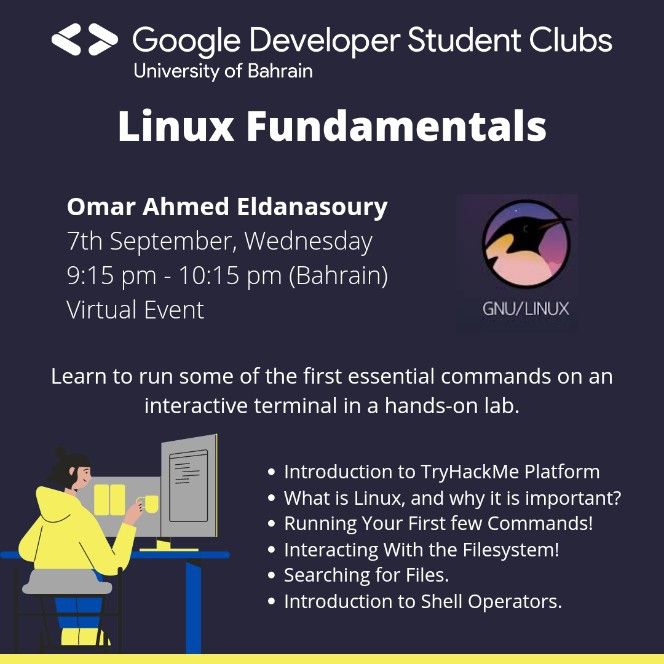 Google Developer Student Clubs
University of Bahrain
Linux Fundamentals
Omar Ahmed Eldanasoury
7th September, Wednesday
9:15 pm - 10:15 pm (Bahrain)
Virtual Event
GNU/LINUX
Learn to run some of the first essential commands on an
interactive terminal in a hands-on lab.
• Introduction to TryHackMe Platform
• What is Linux, and why it is important?
• Running Your First few Commands!
• Interacting With the Filesystem!
• Searching for Files.
• Introduction to Shell Operators.